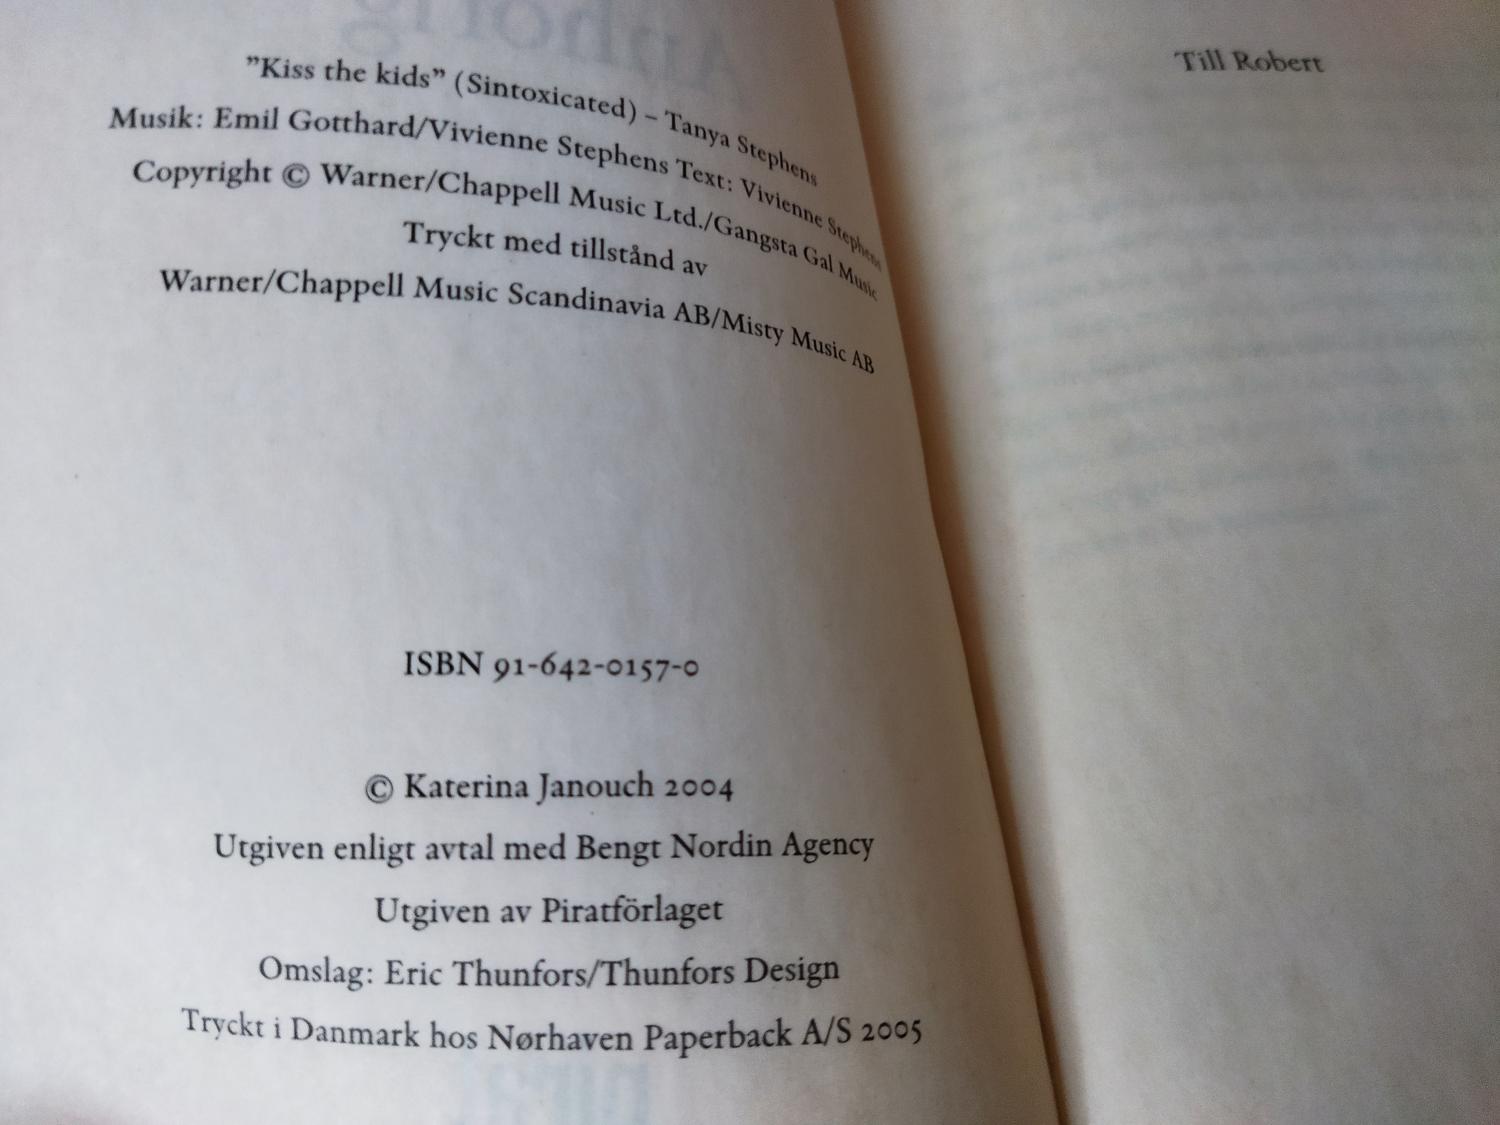 ”Kiss the kids” (Sintoxicated) – Tanya Stephens
Musik: Emil Gotthard/Vivienne Stephens Text: Vivienne Stephens
Copyright © Warner/Chappell Music Ltd./Gangsta Gal Music
Tryckt med tillstånd av
Warner/Chappell Music Scandinavia AB/Misty Music AB
ISBN 91-642-0157-0
© Katerina Janouch 2004
Utgiven enligt avtal med Bengt Nordin Agency
Utgiven av Piratförlaget
Omslag: Eric Thunfors/Thunfors Design
Tryckt i Danmark hos Nørhaven Paperback A/S 2005
Till Robert